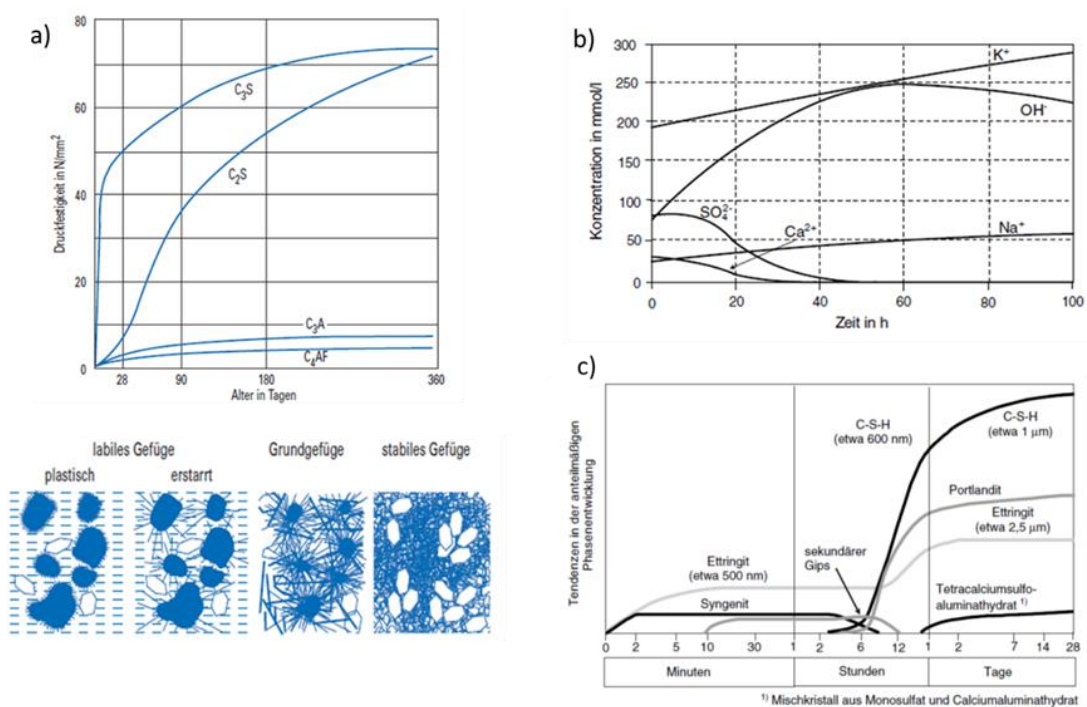 a)
80
60
40
20
0
Druckfestigkeit in N/mm²
C₃S
C₂S
C₃A
C₄AF
28
90
180
360
Alter in Tagen
labiles Gefüge
Grundgefüge
stabiles Gefüge
plastisch
erstarrt
b)
300
250
200
150
100
50
0
Konzentration in mmol/l
K⁺
OH⁻
SO₄²⁻
Ca²⁺
Na⁺
0 20 40 60 80 100
Zeit in h
c)
Tendenzen in der anteilmäßigen
Phasenentwicklung
C-S-H
(etwa 600 nm)
C-S-H
(etwa 1 µm)
Portlandit
Ettringit
(etwa 2,5 µm)
Ettringit
(etwa 500 nm)
sekundärer
Gips
Syngenit
Tetracalciumsulfo-
aluminathydrat ¹⁾
0 2 5 10 30 1 2 6 12 1 2 7 14 28
Minuten
Stunden
Tage
¹⁾ Mischkristall aus Monosulfat und Calciumaluminathydrat